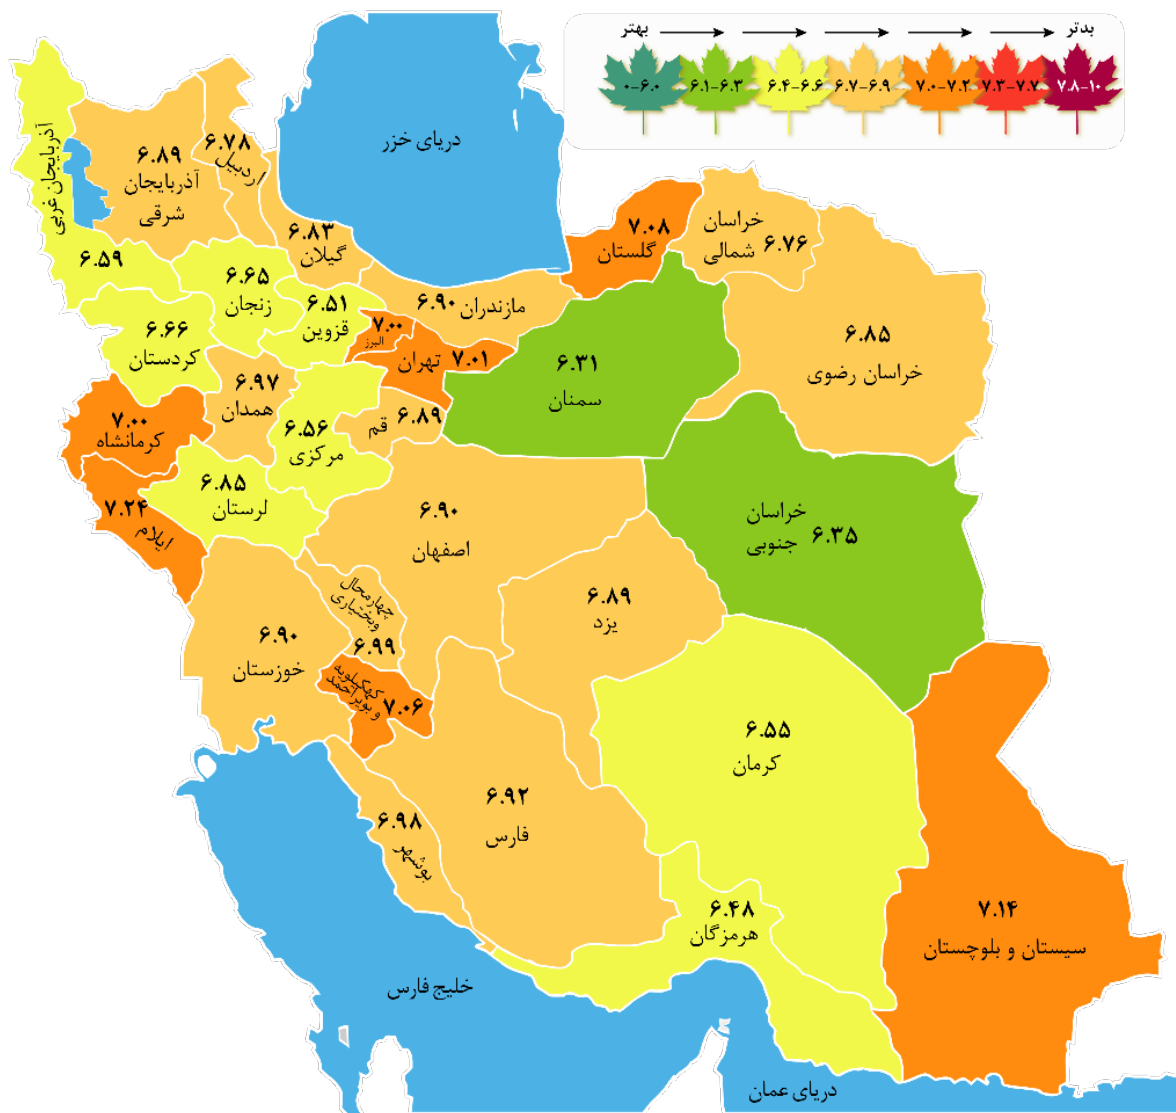 بهتر
بدتر
۰-۶.۰
۶.۱-۶.۳
۶.۴-۶.۶
۶.۷-۶.۹
۷.۰-۷.۲
۷.۳-۷.۷
۷.۸-۱۰
دریای خزر
آذربایجان غربی
۶.۵۹
۶.۸۹
آذربایجان
شرقی
۶.۷۸
اردبیل
۶.۸۳
گیلان
۷.۰۸
گلستان
خراسان
شمالی
۶.۷۶
۶.۸۵
خراسان رضوی
۶.۶۵
زنجان
۶.۵۱
قزوین
۶.۹۰ مازندران
۶.۶۶
کردستان
۷.۰۰
البرز
تهران ۷.۰۱
۶.۳۱
سمنان
۶.۹۷
همدان
قم ۶.۸۹
۷.۰۰
کرمانشاه
۶.۵۶
مرکزی
۶.۸۵
لرستان
۷.۲۴
ایلام
۶.۹۰
اصفهان
خراسان
جنوبی ۶.۳۵
چهارمحال
وبختیاری
۶.۹۹
۶.۸۹
یزد
۶.۹۰
خوزستان
کهگیلویه
و بویر احمد
۷.۰۶
۶.۵۵
کرمان
۶.۹۲
فارس
۶.۹۸
بوشهر
۶.۴۸
هرمزگان
۷.۱۴
سیستان و بلوچستان
خلیج فارس
دریای عمان